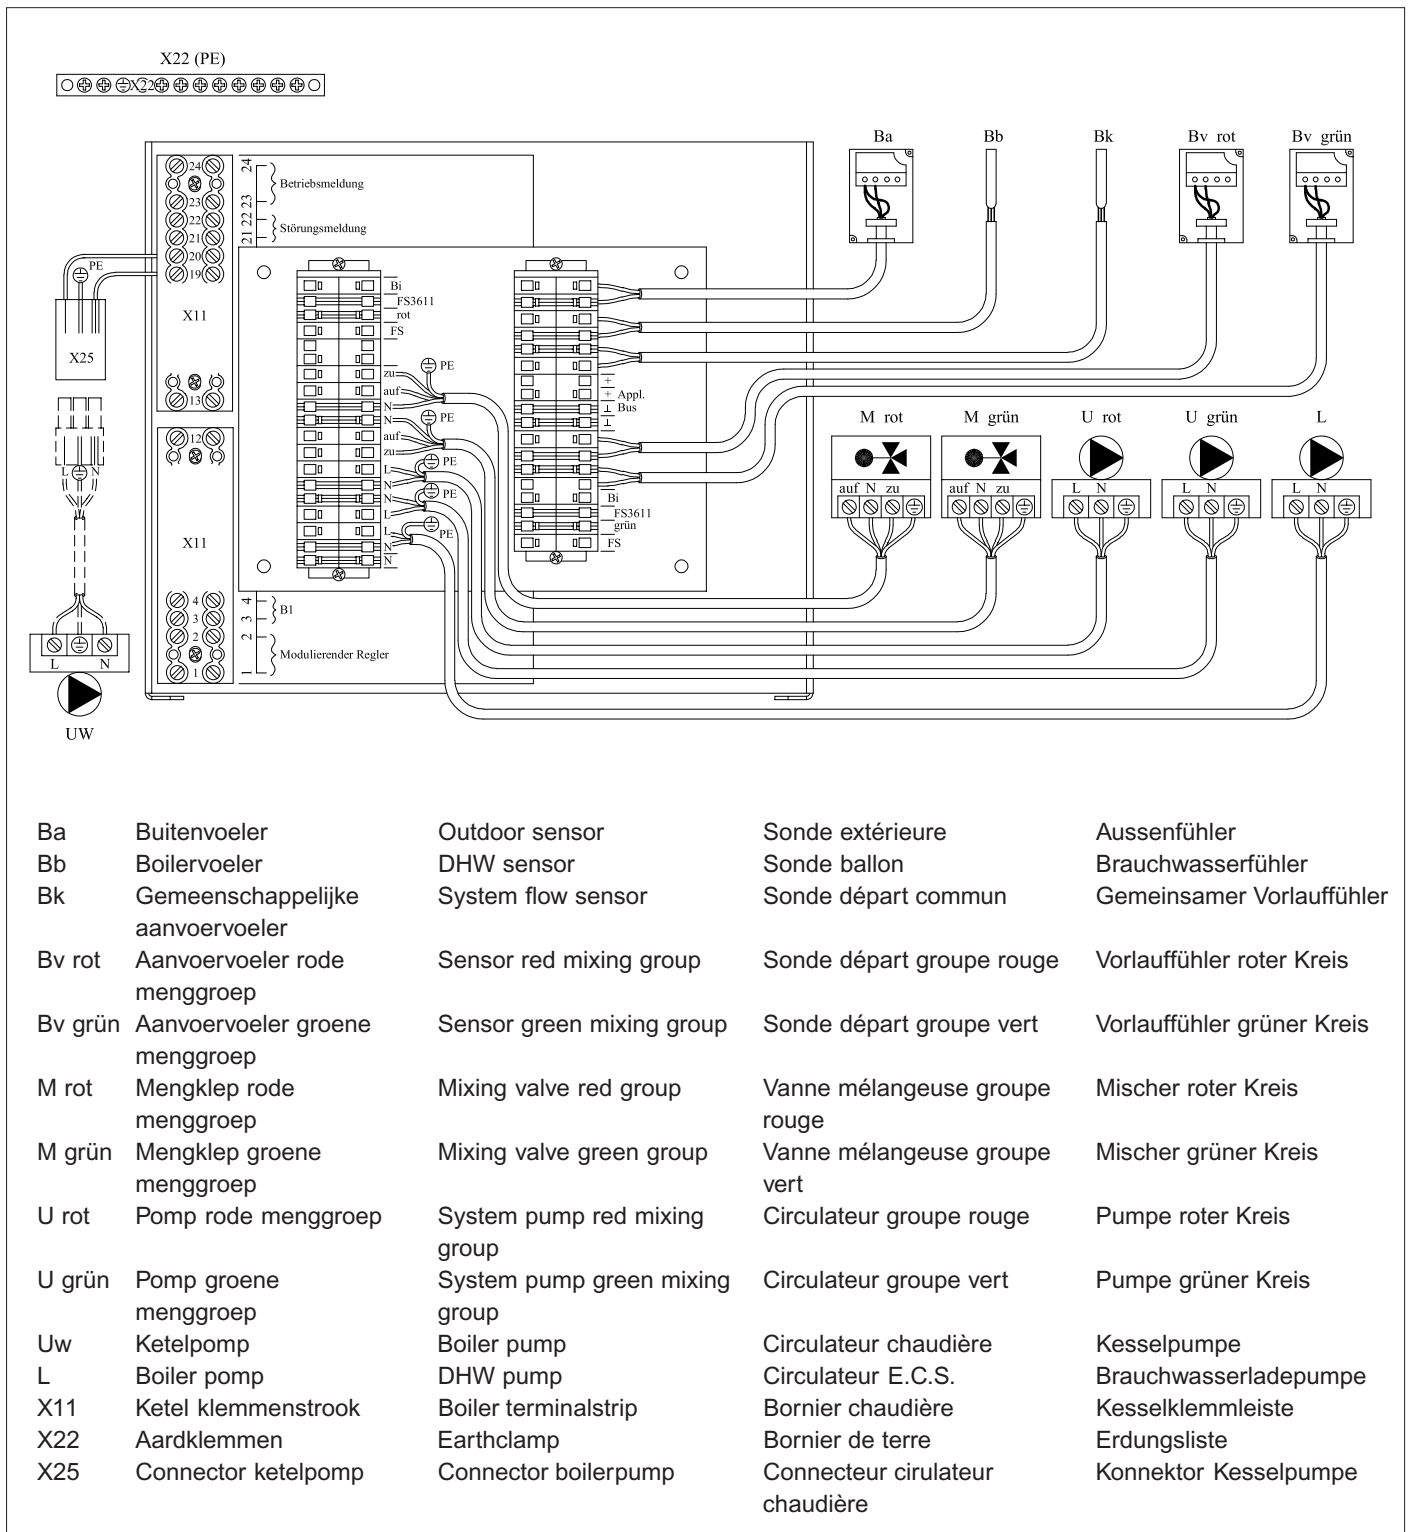 X22 (PE)
X22
Ba Bb Bk Bv rot Bv grün
24
23
22
21
20
19
X11
13
24
Betriebsmeldung
23
22
Störungsmeldung
21
PE
X25
L N
L N
UW
12
X11
4
3
2
1
4
B1
3
2
Modulierender Regler
1
Bi
FS3611
rot
FS
zu
auf
N
N
auf
zu
L
N
N
L
L
N
N
PE
PE
PE
PE
PE
+
+ Appl.
⊥ Bus
⊥
Bi
FS3611
grün
FS
M rot M grün U rot U grün L
auf N zu auf N zu L N L N L N
Ba Buitenvoeler Outdoor sensor Sonde extérieure Aussenfühler
Bb Boilervoeler DHW sensor Sonde ballon Brauchwasserfühler
Bk Gemeenschappelijke System flow sensor Sonde départ commun Gemeinsamer Vorlauffühler
aanvoervoeler
Bv rot Aanvoervoeler rode Sensor red mixing group Sonde départ groupe rouge Vorlauffühler roter Kreis
menggroep
Bv grün Aanvoervoeler groene Sensor green mixing group Sonde départ groupe vert Vorlauffühler grüner Kreis
menggroep
M rot Mengklep rode Mixing valve red group Vanne mélangeuse groupe Mischer roter Kreis
menggroep rouge
M grün Mengklep groene Mixing valve green group Vanne mélangeuse groupe Mischer grüner Kreis
menggroep vert
U rot Pomp rode menggroep System pump red mixing Circulateur groupe rouge Pumpe roter Kreis
group
U grün Pomp groene System pump green mixing Circulateur groupe vert Pumpe grüner Kreis
menggroep group
Uw Ketelpomp Boiler pump Circulateur chaudière Kesselpumpe
L Boiler pomp DHW pump Circulateur E.C.S. Brauchwasserladepumpe
X11 Ketel klemmenstrook Boiler terminalstrip Bornier chaudière Kesselklemmleiste
X22 Aardklemmen Earthclamp Bornier de terre Erdungsliste
X25 Connector ketelpomp Connector boilerpump Connecteur cirulateur Konnektor Kesselpumpe
chaudière